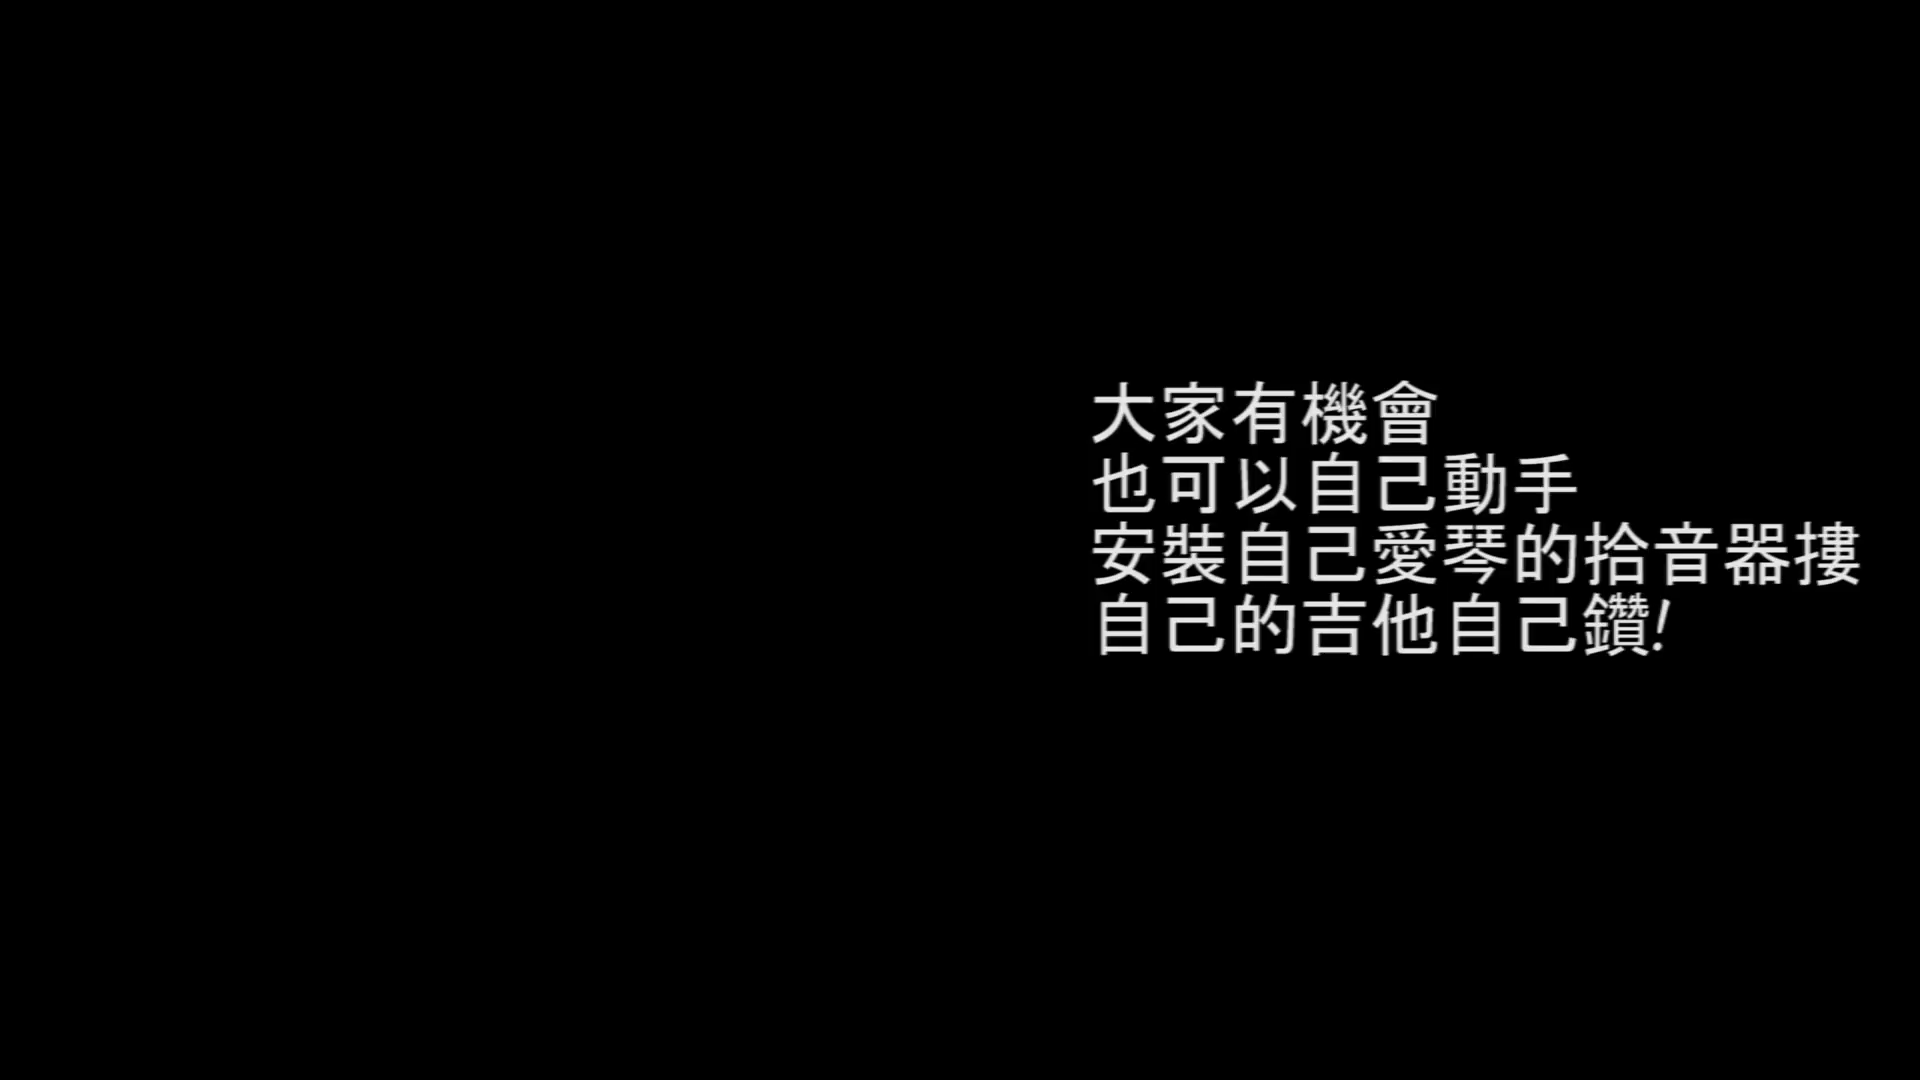 大家有機會
也可以自己動手
安裝自己愛琴的拾音器摟
自己的吉他自己鑽!